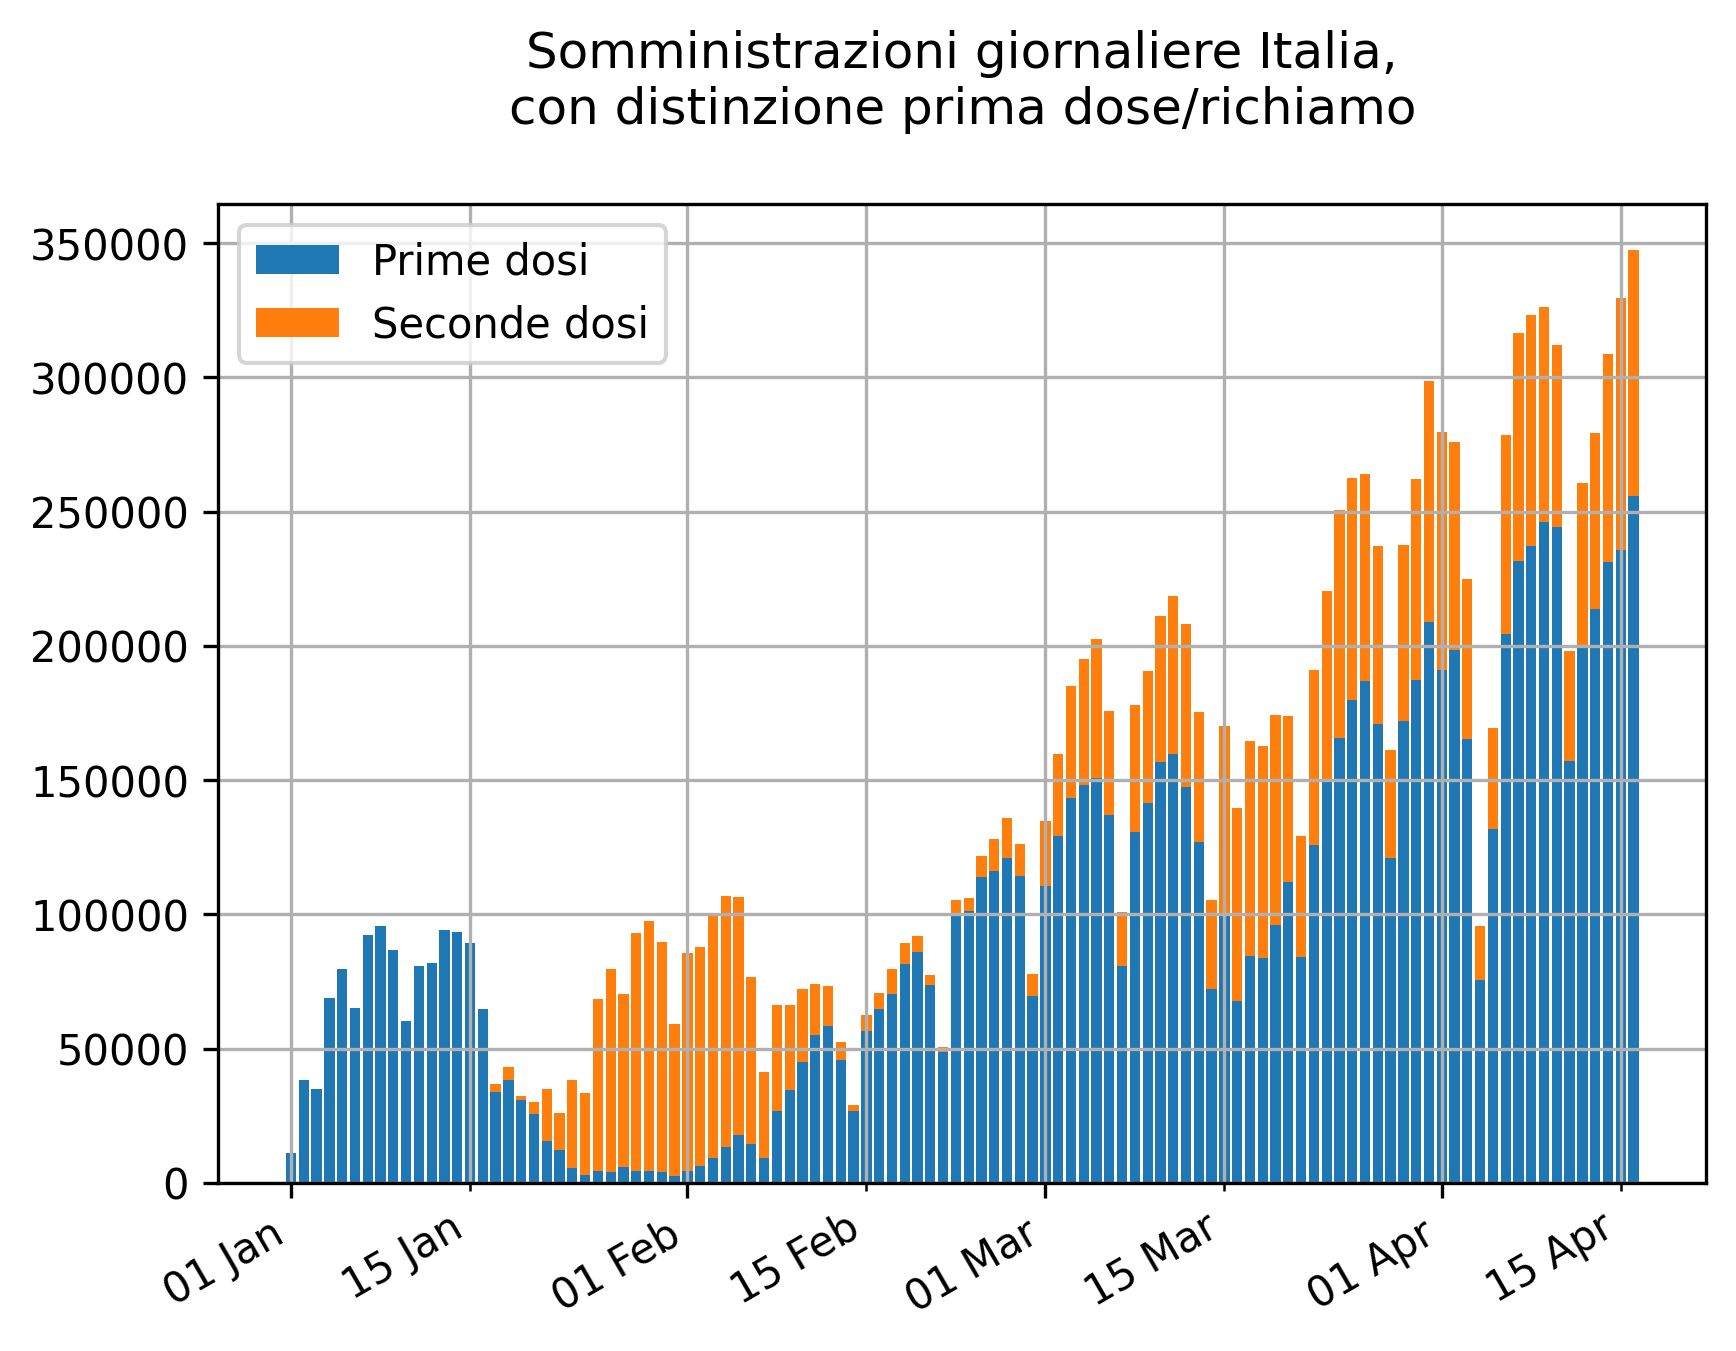 Somministrazioni giornaliere Italia,
con distinzione prima dose/richiamo
Prime dosi
Seconde dosi
350000
300000
250000
200000
150000
100000
50000
0
01 Jan
15 Jan
01 Feb
15 Feb
01 Mar
15 Mar
01 Apr
15 Apr